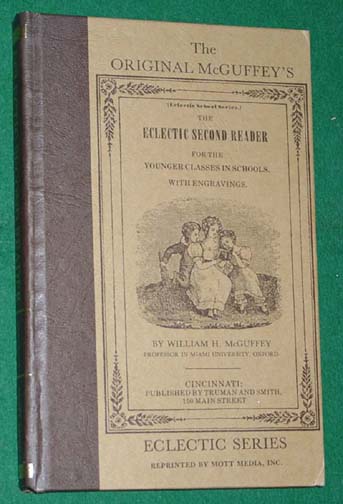 The
ORIGINAL McGUFFEY'S
(Eclectic School Series.)
THE
ECLECTIC SECOND READER
FOR THE
YOUNGER CLASSES IN SCHOOLS.
WITH ENGRAVINGS.
BY WILLIAM H. McGUFFEY
PROFESSOR IN MIAMI UNIVERSITY, OXFORD.
CINCINNATI:
PUBLISHED BY TRUMAN AND SMITH,
150 MAIN STREET
ECLECTIC SERIES
REPRINTED BY MOTT MEDIA, INC.